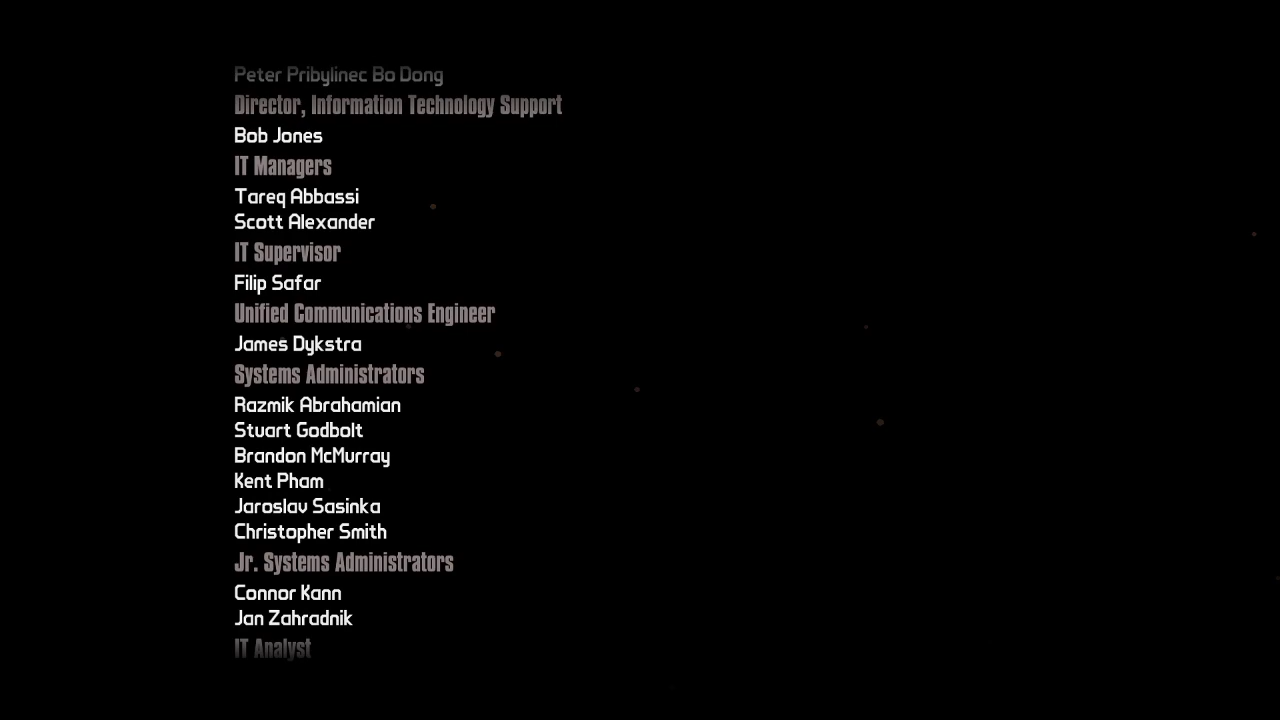 Peter Pribylinec Bo Dong
Director, Information Technology Support
Bob Jones
IT Managers
Tareq Abbassi
Scott Alexander
IT Supervisor
Filip Safar
Unified Communications Engineer
James Dykstra
Systems Administrators
Razmik Abrahamian
Stuart Godbolt
Brandon McMurray
Kent Pham
Jaroslav Sasinka
Christopher Smith
Jr. Systems Administrators
Connor Kann
Jan Zahradnik
IT Analyst